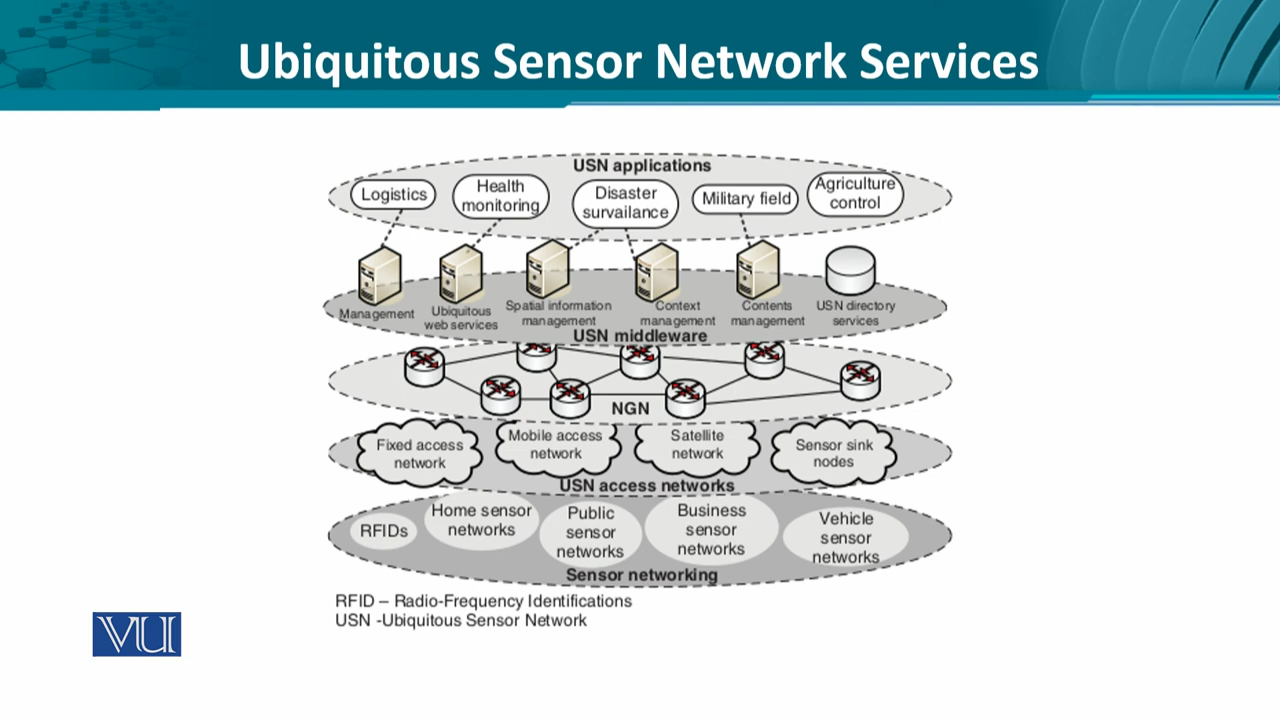 Ubiquitous Sensor Network Services
USN applications
Logistics
Health
monitoring
Disaster
survailance
Military field
Agriculture
control
Management
Ubiquitous
web services
Spatial information
management
Context
management
Contents
management
USN directory
services
USN middleware
NGN
Fixed access
network
Mobile access
network
Satellite
network
Sensor sink
nodes
USN access networks
RFIDs
Home sensor
networks
Public
sensor
networks
Business
sensor
networks
Vehicle
sensor
networks
Sensor networking
RFID – Radio-Frequency Identifications
USN -Ubiquitous Sensor Network
VU